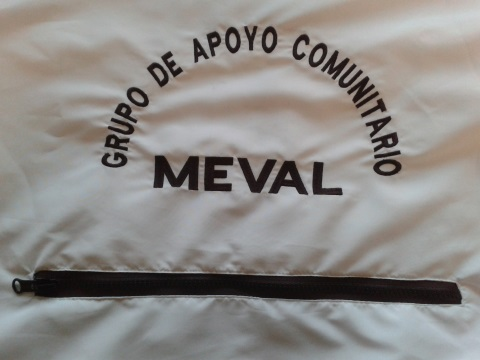 GRUPO DE APOYO COMUNITARIO
MEVAL